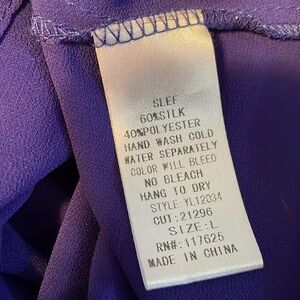 SLEF
60%SILK
40%POLYESTER
HAND WASH COLD
WATER SEPARATELY
COLOR WILL BLEED
NO BLEACH
HANG TO DRY
STYLE:YL12034
CUT:21296
SIZE:L
RN#:117625
MADE IN CHINA